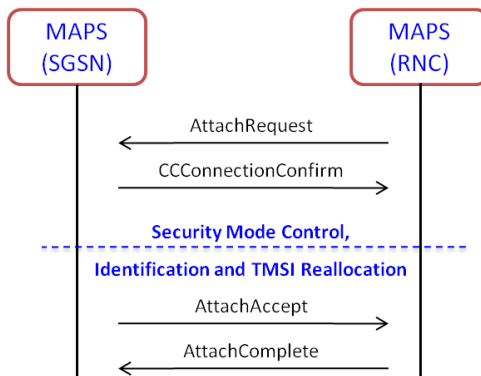 MAPS
(SGSN)
MAPS
(RNC)
AttachRequest
CCConnectionConfirm
Security Mode Control,
Identification and TMSI Reallocation
AttachAccept
AttachComplete